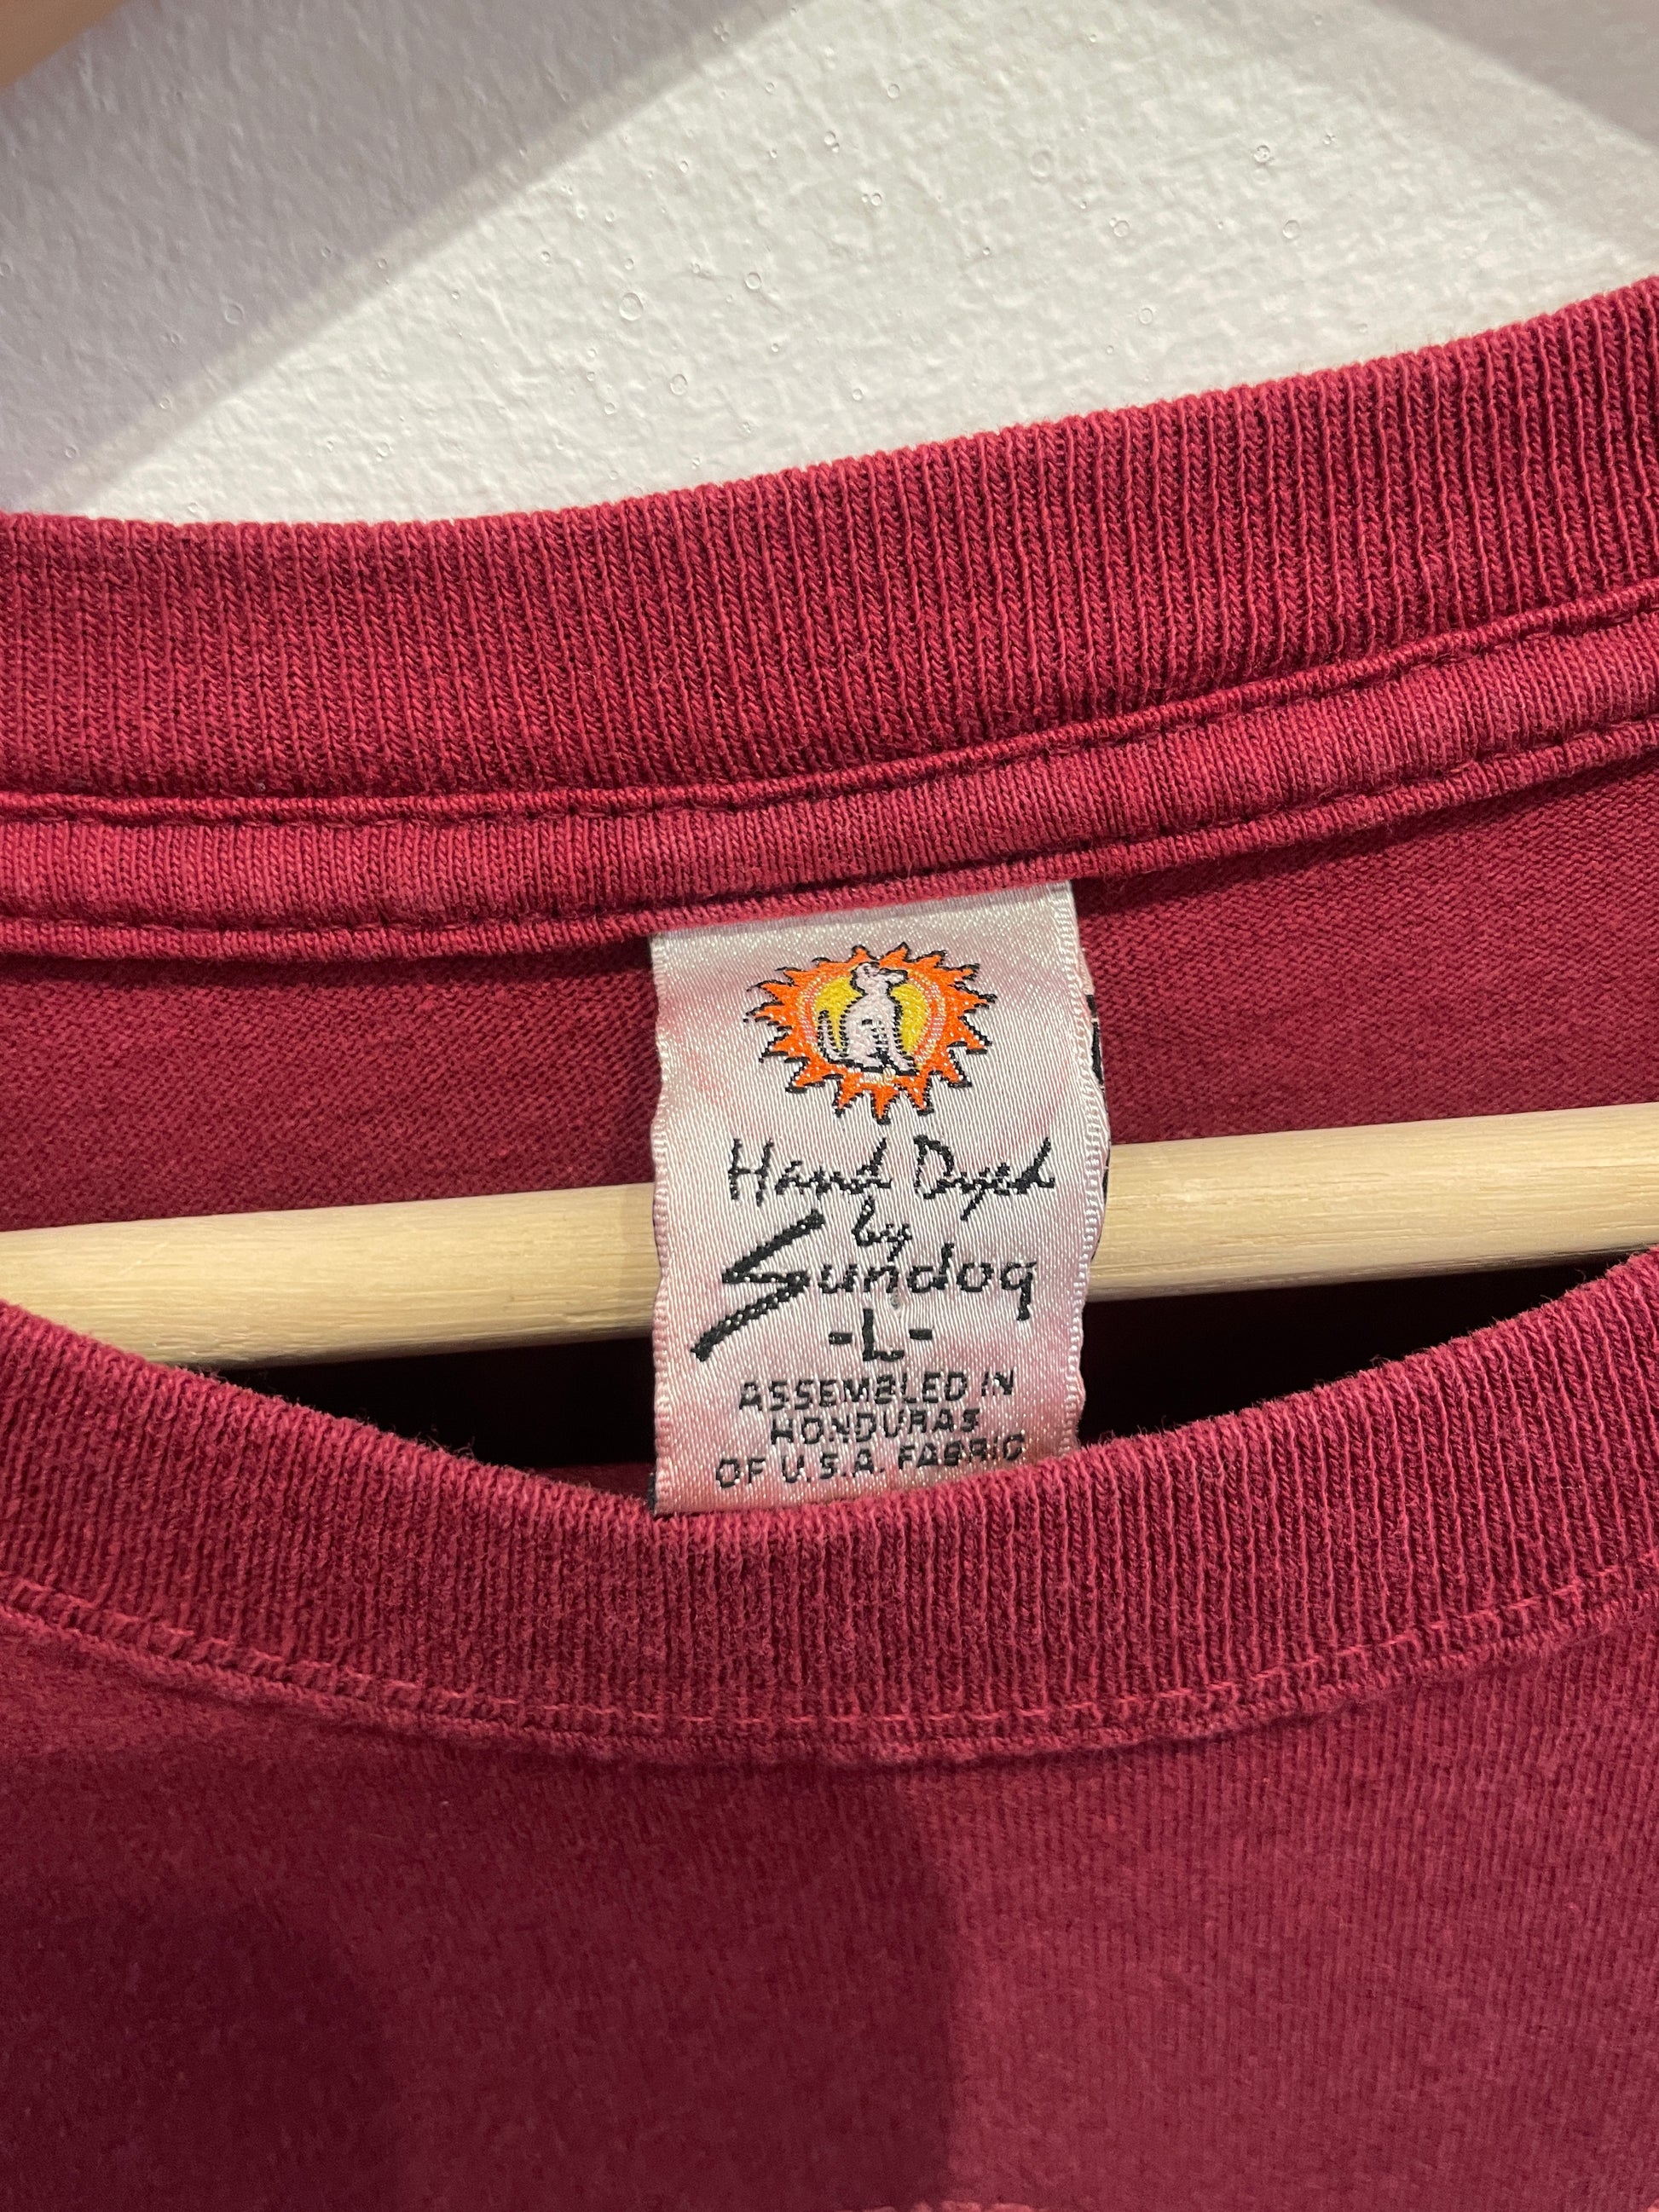 Hand Dyed
by
Sundog
-L-
ASSEMBLED IN
HONDURAS
OF U.S.A. FABRIC